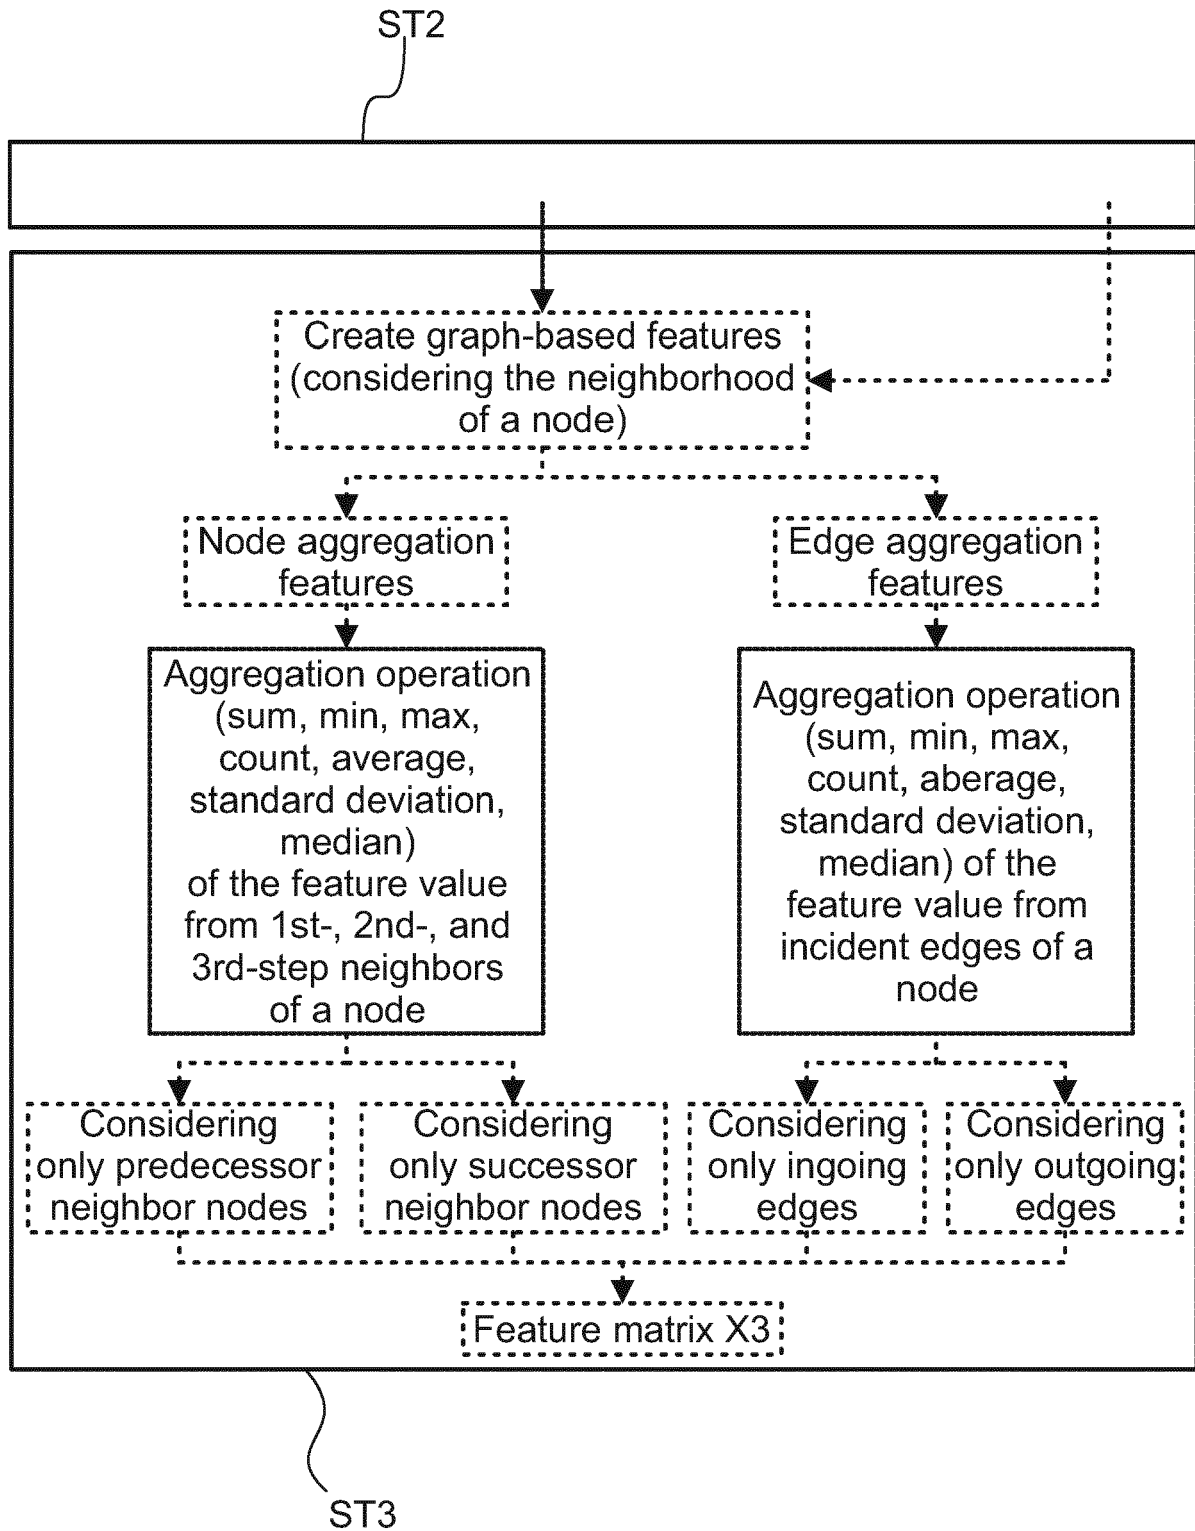 ST2
Create graph-based features
(considering the neighborhood
of a node)
Node aggregation
features
Edge aggregation
features
Aggregation operation
(sum, min, max,
count, average,
standard deviation,
median)
of the feature value
from 1st-, 2nd-, and
3rd-step neighbors
of a node
Aggregation operation
(sum, min, max,
count, aberage,
standard deviation,
median) of the
feature value from
incident edges of a
node
Considering
only predecessor
neighbor nodes
Considering
only successor
neighbor nodes
Considering
only ingoing
edges
Considering
only outgoing
edges
Feature matrix X3
ST3